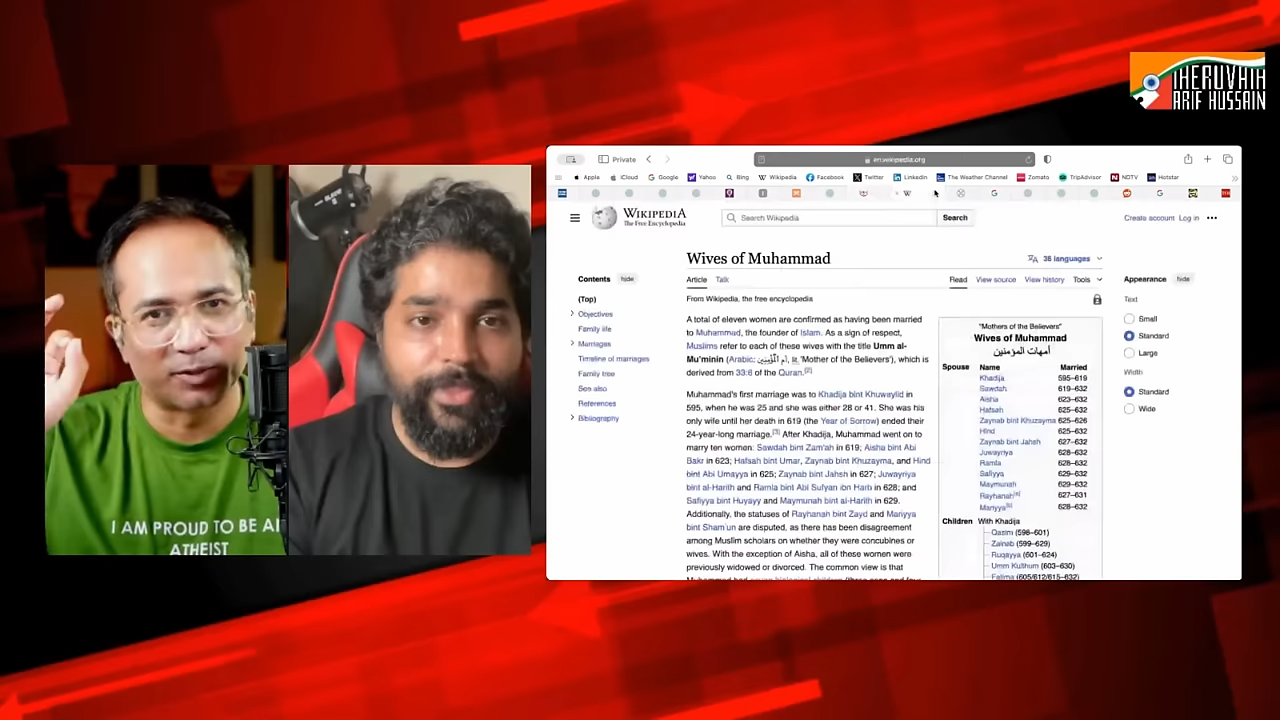 THERUVATH
ARIF HUSSAIN
I AM PROUD TO BE AN
ATHEIST
Private
en.wikipedia.org
Apple iCloud Google Yahoo Bing Wikipedia Facebook Twitter LinkedIn The Weather Channel Zomato TripAdvisor NDTV Hotstar
WIKIPEDIA
The Free Encyclopedia
Search Wikipedia
Search
Create account Log in
Contents hide
(Top)
Objectives
Family life
Marriages
Timeline of marriages
Family tree
See also
References
Bibliography
Wives of Muhammad
38 languages
Article Talk
Read View source View history Tools
From Wikipedia, the free encyclopedia
A total of eleven women are confirmed as having been married
to Muhammad, the founder of Islam. As a sign of respect,
Muslims refer to each of these wives with the title Umm al-
Mu'minin (Arabic: أم ٱلْمُؤْمِنِين, lit. 'Mother of the Believers'), which is
derived from 33:6 of the Quran.[2]
Muhammad's first marriage was to Khadija bint Khuwaylid in
595, when he was 25 and she was either 28 or 41. She was his
only wife until her death in 619 (the Year of Sorrow) ended their
24-year-long marriage.[3] After Khadija, Muhammad went on to
marry ten women: Sawdah bint Zam'ah in 619; Aisha bint Abi
Bakr in 623; Hafsah bint Umar, Zaynab bint Khuzayma, and Hind
bint Abi Umayya in 625; Zaynab bint Jahsh in 627; Juwayriya
bint al-Harith and Ramla bint Abi Sufyan ibn Harb in 628; and
Safiyya bint Huyayy and Maymunah bint al-Harith in 629.
Additionally, the statuses of Rayhanah bint Zayd and Mariyya
bint Sham'un are disputed, as there has been disagreement
among Muslim scholars on whether they were concubines or
wives. With the exception of Aisha, all of these women were
previously widowed or divorced. The common view is that
"Mothers of the Believers"
Wives of Muhammad
أمهات المؤمنين
Spouse Name Married
Khadija 595–619
Sawdah 619–632
Aisha 623–632
Hafsah 625–632
Zaynab bint Khuzayma 625–626
Hind 625–632
Zaynab bint Jahsh 627–632
Juwayriya 628–632
Ramla 628–632
Safiyya 629–632
Maymunah 629–632
Rayhanah[a] 627–631
Mariyya[b] 628–632
Children With Khadija
Qasim (598–601)
Zainab (599–629)
Ruqayya (601–624)
Umm Kulthum (603–630)
Fatima (605/612/615–632)
Appearance hide
Text
Small
Standard
Large
Width
Standard
Wide